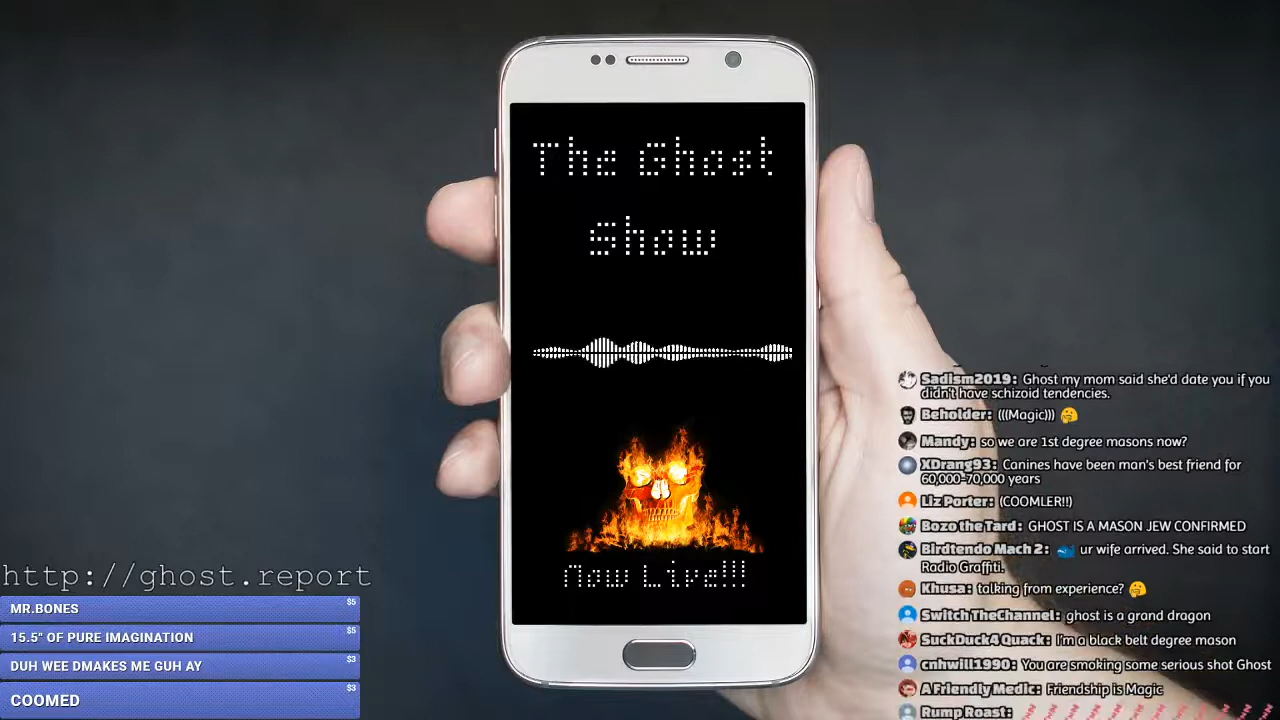 The Ghost
Show
Now Live!!!
http://ghost.report
MR.BONES $5
15.5" OF PURE IMAGINATION $5
DUH WEE DMAKES ME GUH AY $3
COOMED $3
Sadism2019: Ghost my mom said she'd date you if you
didn't have schizoid tendencies.
Beholder: (((Magic))) 🤔
Mandy: so we are 1st degree masons now?
XDrang93: Canines have been man's best friend for
60,000-70,000 years
Liz Porter: (COOMLER!!)
Bozo the Tard: GHOST IS A MASON JEW CONFIRMED
Birdtendo Mach 2: 🐋 ur wife arrived. She said to start
Radio Graffiti.
Khusa: talking from experience? 🤔
SwitchTheChannel: ghost is a grand dragon
SuckDuck4Quack: I'm a black belt degree mason
cnhwill1990: You are smoking some serious shot Ghost
A Friendly Medic: Friendship is Magic
Rump Roast: